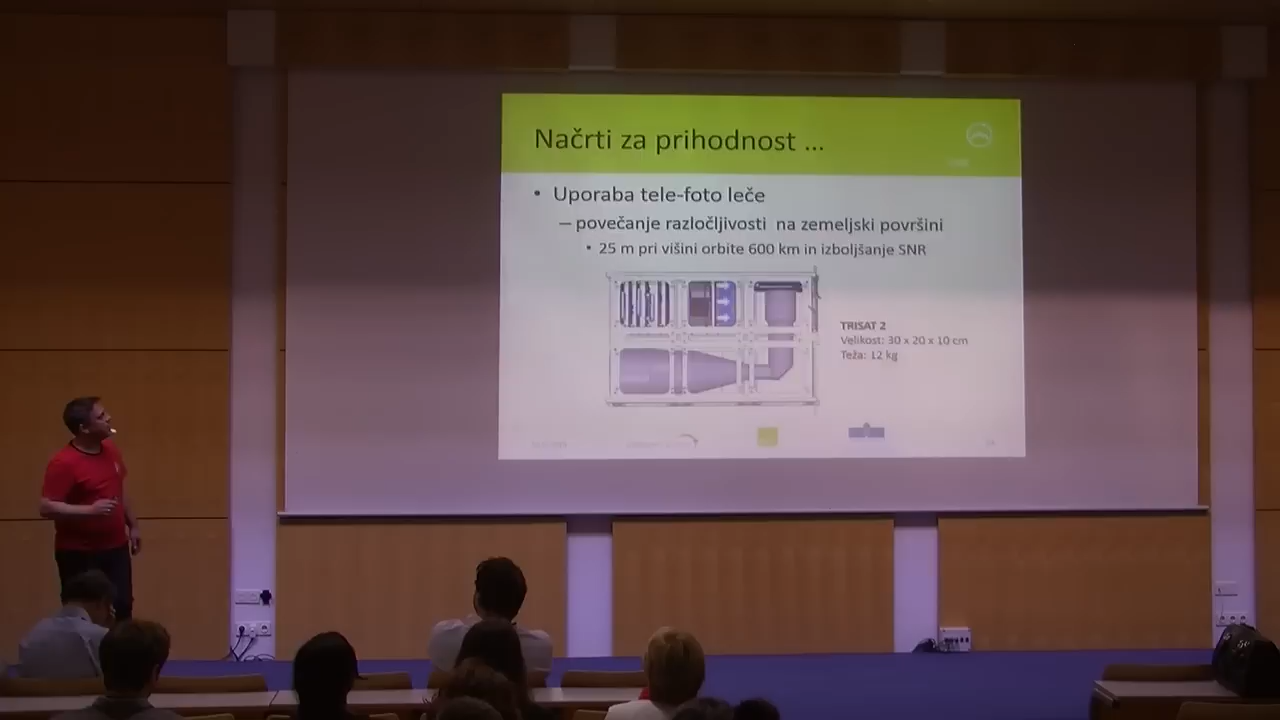 Načrti za prihodnost ...
• Uporaba tele-foto leče
– povečanje razločljivosti na zemeljski površini
• 25 m pri višini orbite 600 km in izboljšanje SNR
TRISAT 2
Velikost: 30 x 20 x 10 cm
Teža: 12 kg